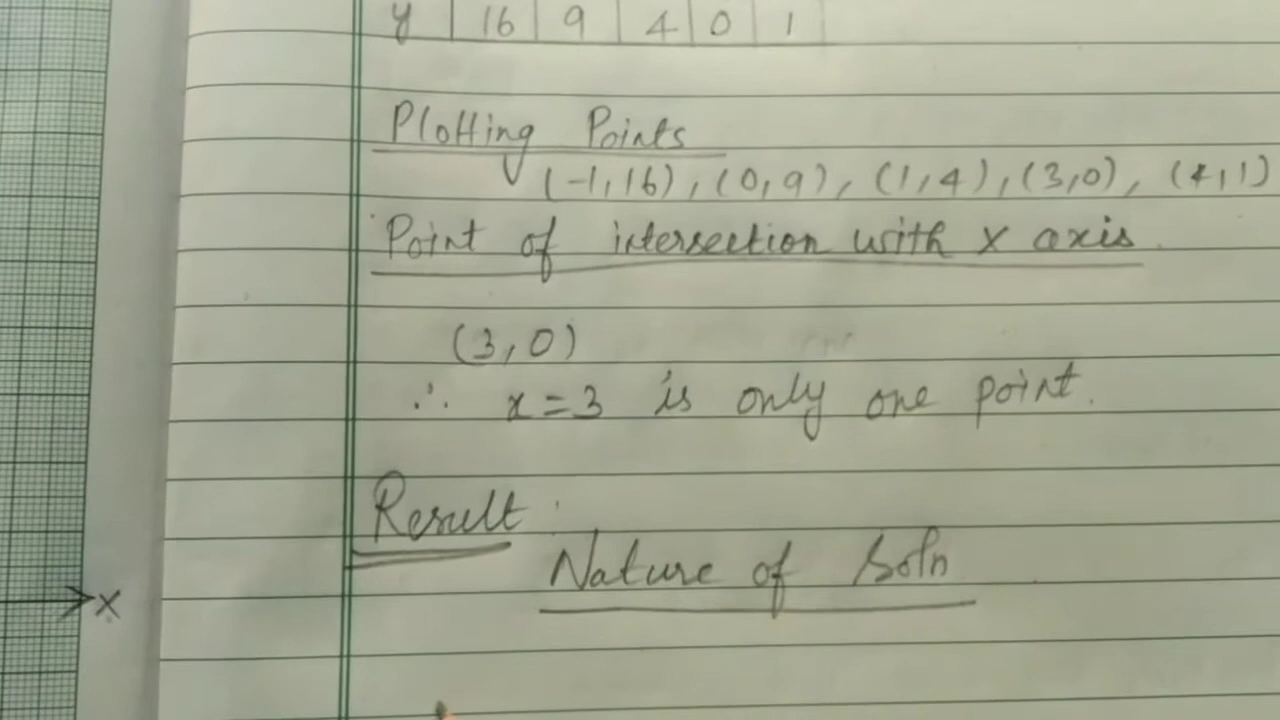 y | 16 | 9 | 4 | 0 | 1
Plotting Points
(-1,16), (0,9), (1,4), (3,0), (4,1)
Point of intersection with X axis
(3,0)
∴ x=3 is only one point.
Result
Nature of Soln
X